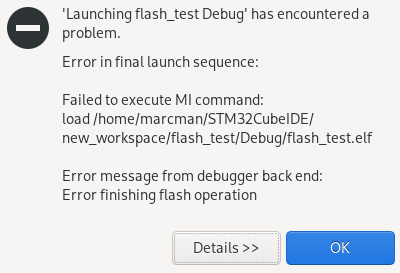 'Launching flash_test Debug' has encountered a
problem.
Error in final launch sequence:
Failed to execute MI command:
load /home/marcman/STM32CubeIDE/
new_workspace/flash_test/Debug/flash_test.elf
Error message from debugger back end:
Error finishing flash operation
Details >>
OK